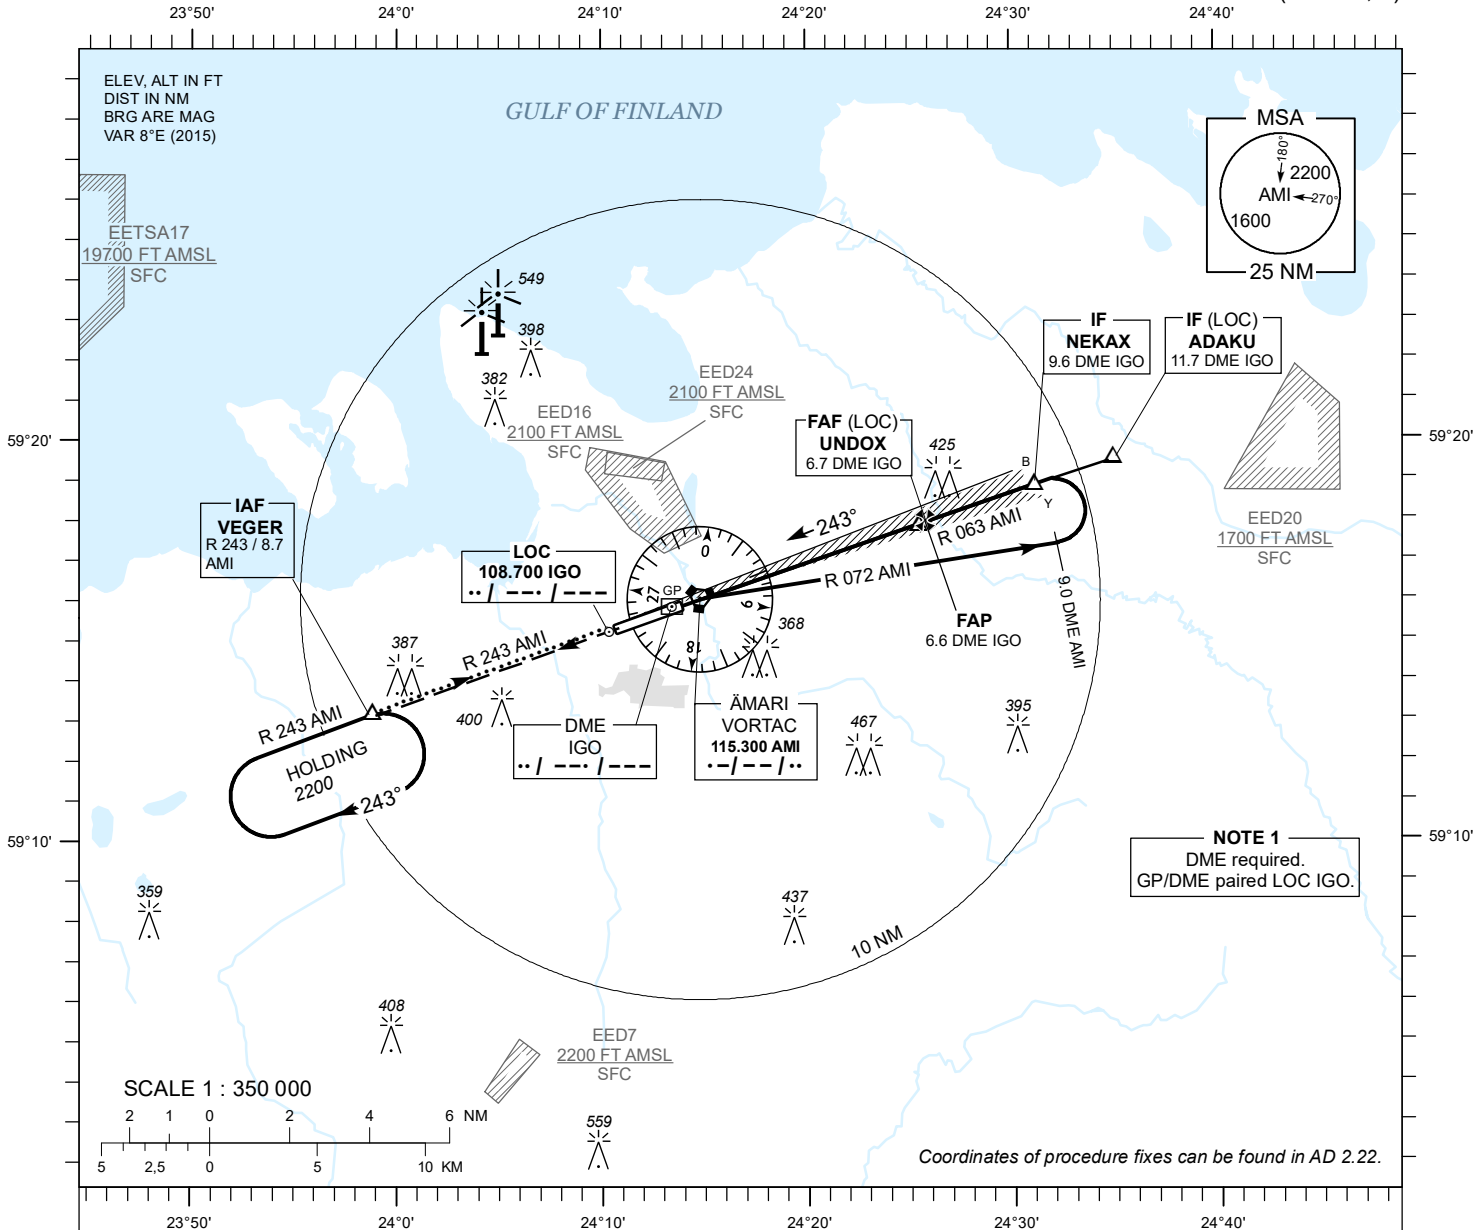 23°50'
24°0'
24°10'
24°20'
24°30'
24°40'
ELEV, ALT IN FT
DIST IN NM
BRG ARE MAG
VAR 8°E (2015)
GULF OF FINLAND
MSA
180°
2200
AMI
270°
1600
25 NM
EETSA17
19700 FT AMSL
SFC
549
398
382
EED24
2100 FT AMSL
SFC
EED16
2100 FT AMSL
SFC
IF
NEKAX
9.6 DME IGO
IF (LOC)
ADAKU
11.7 DME IGO
FAF (LOC)
UNDOX
6.7 DME IGO
425
B
Y
59°20'
59°20'
IAF
VEGER
R 243 / 8.7
AMI
243°
R 063 AMI
EED20
1700 FT AMSL
SFC
LOC
108.700 IGO
GP
0
9
18
27
R 072 AMI
9.0 DME AMI
FAP
6.6 DME IGO
368
387
R 243 AMI
R 243 AMI
400
HOLDING
2200
243°
DME
IGO
ÄMARI
VORTAC
115.300 AMI
467
395
59°10'
59°10'
NOTE 1
DME required.
GP/DME paired LOC IGO.
359
437
10 NM
408
EED7
2200 FT AMSL
SFC
SCALE 1 : 350 000
2 1 0 2 4 6 NM
5 2,5 0 5 10 KM
559
Coordinates of procedure fixes can be found in AD 2.22.
23°50'
24°0'
24°10'
24°20'
24°30'
24°40'